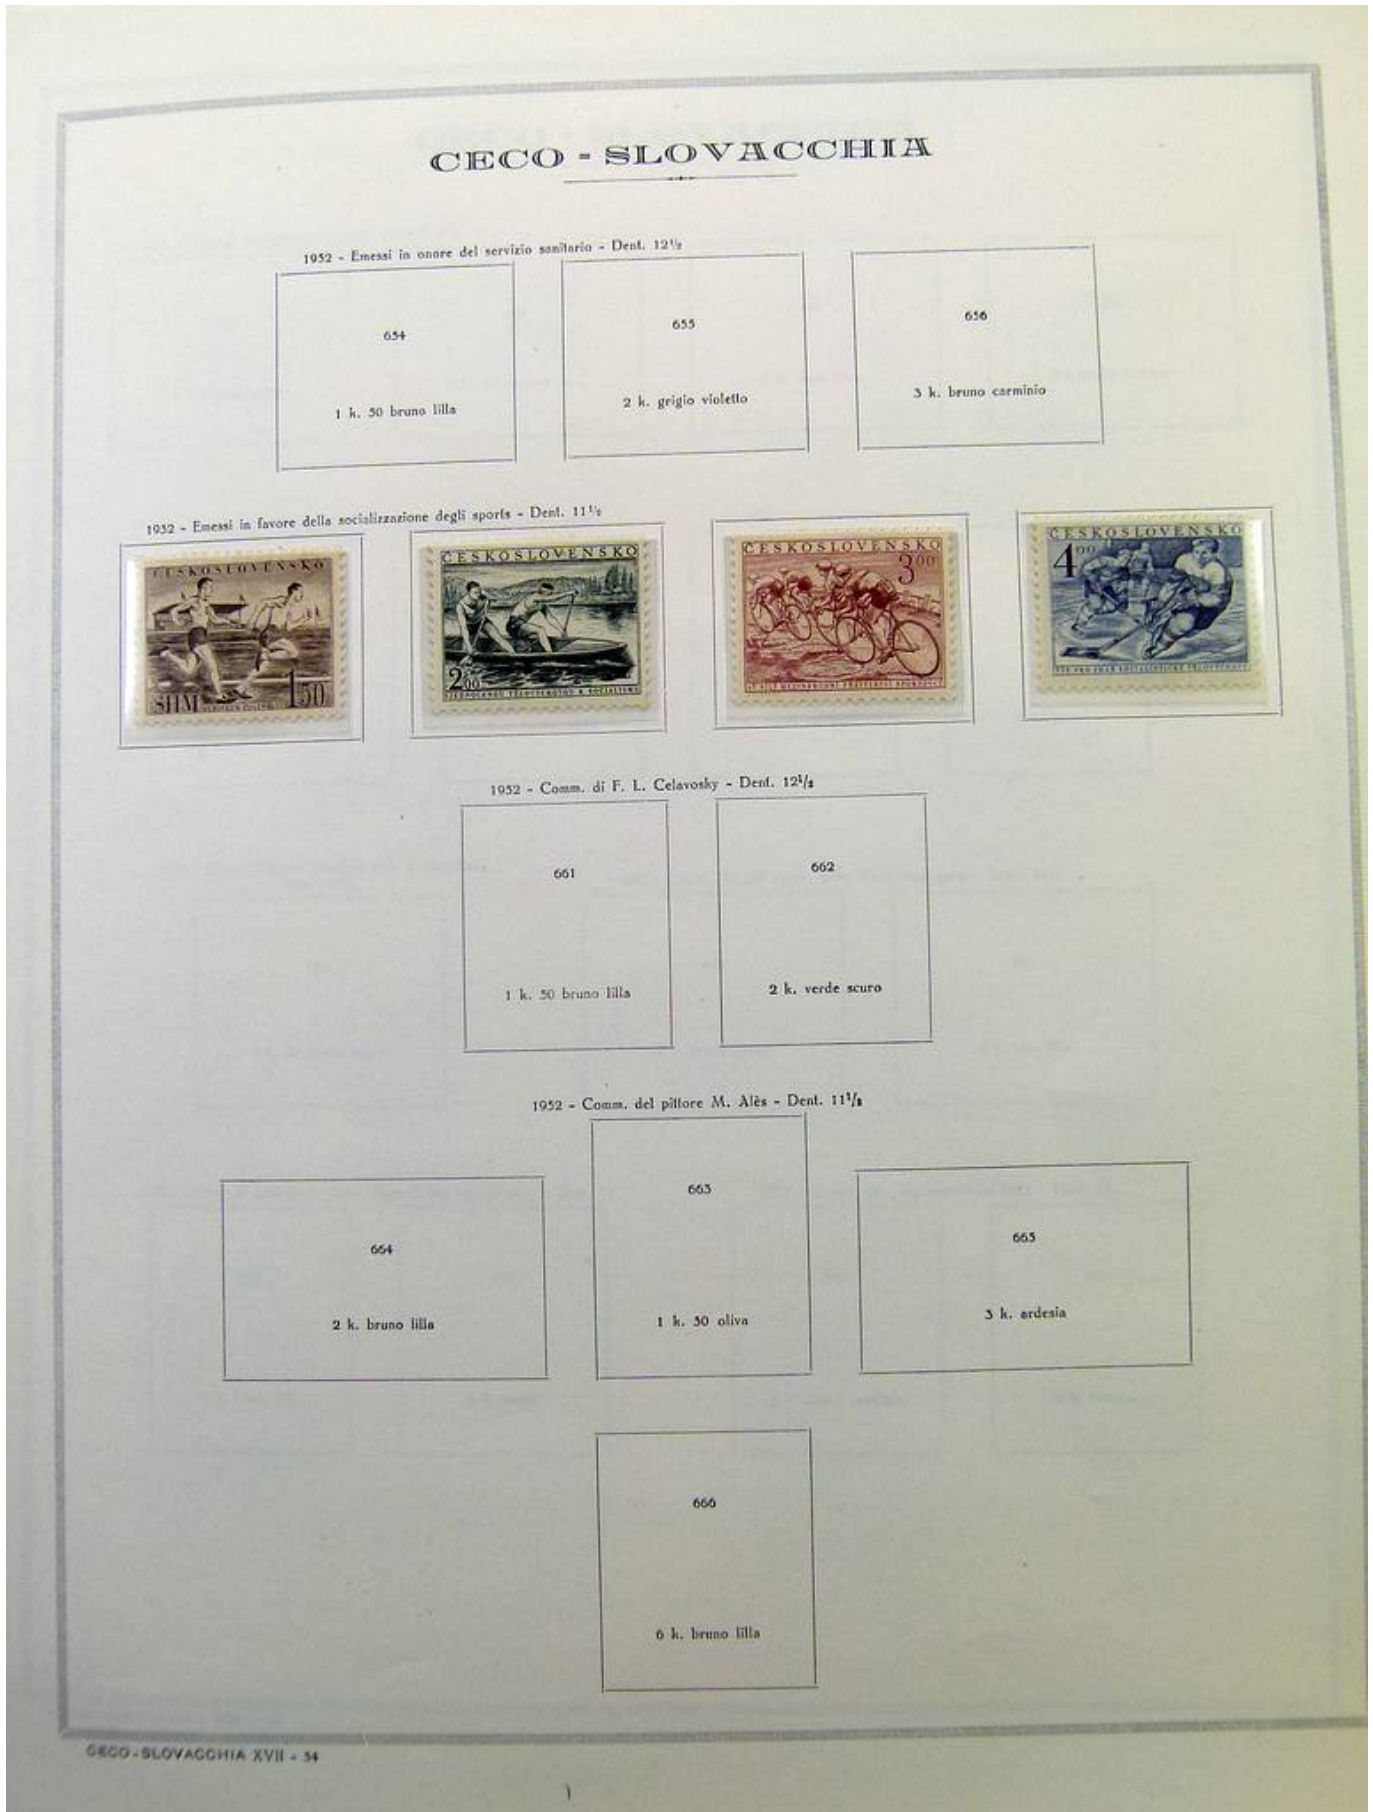 CECO - SLOVACCHIA
1952 - Emessi in onore del servizio sanitario - Dent. 12½
654
655
656
1 k. 50 bruno lilla
2 k. grigio violetto
3 k. bruno carminio
1952 - Emessi in favore della socializzazione degli sports - Dent. 11½
ČESKOSLOVENSKO
SHM
1.50
ČESKOSLOVENSKO
2.00
ČESKOSLOVENSKO
3.00
ČESKOSLOVENSKO
4.00
1952 - Comm. di F. L. Celavosky - Dent. 12½
661
662
1 k. 50 bruno lilla
2 k. verde scuro
1952 - Comm. del pittore M. Alès - Dent. 11½
663
664
665
2 k. bruno lilla
1 k. 50 oliva
3 k. ardesia
666
6 k. bruno lilla
CECO-SLOVACCHIA XVII - 54